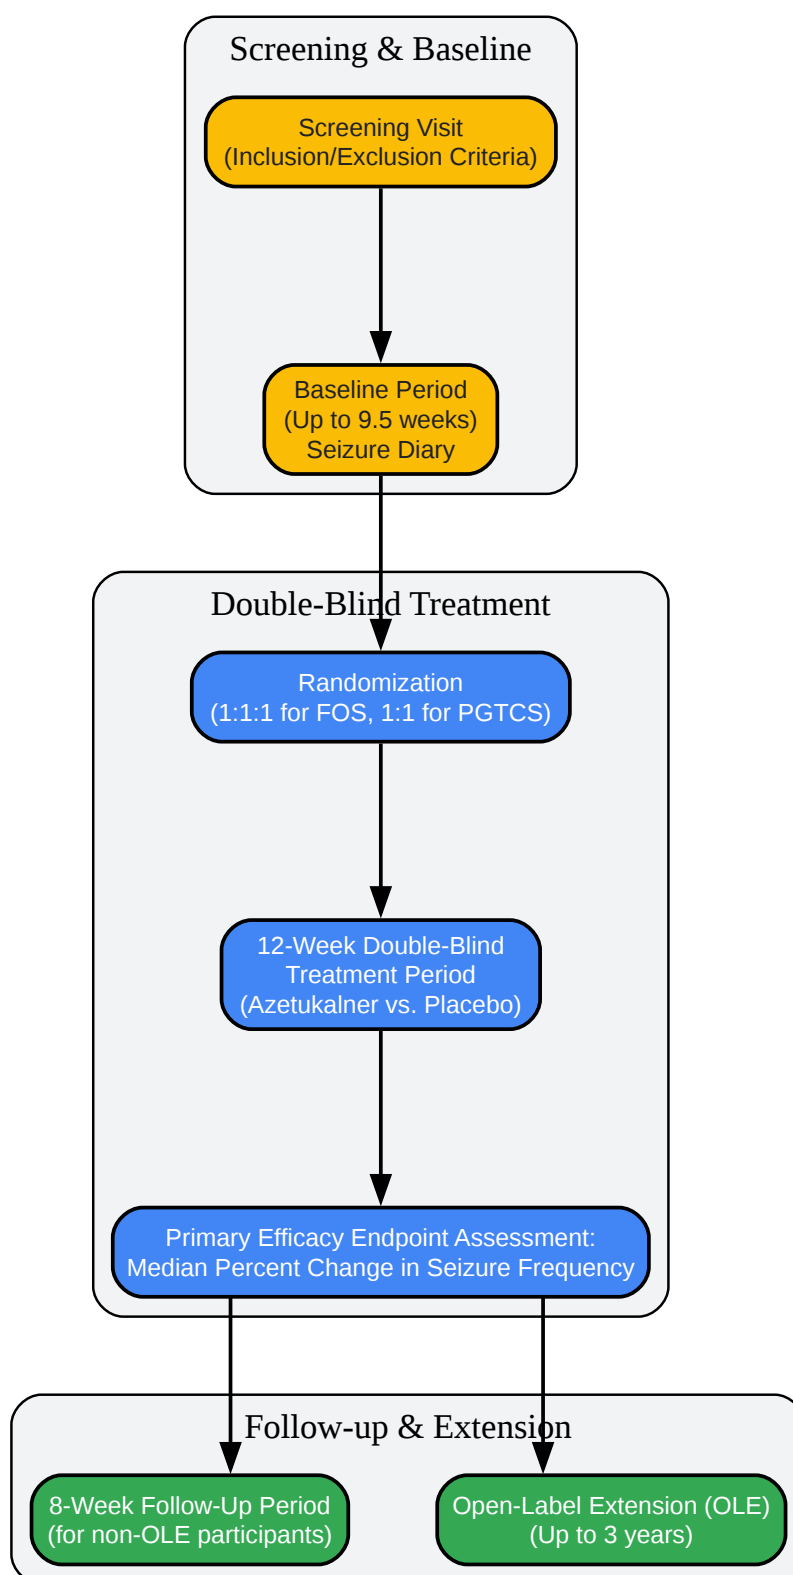 Screening & Baseline
Screening Visit
(Inclusion/Exclusion Criteria)
Baseline Period
(Up to 9.5 weeks)
Seizure Diary
Double-Blind Treatment
Randomization
(1:1:1 for FOS, 1:1 for PGTCS)
12-Week Double-Blind
Treatment Period
(Azetukalner vs. Placebo)
Primary Efficacy Endpoint Assessment:
Median Percent Change in Seizure Frequency
Follow-up & Extension
8-Week Follow-Up Period
(for non-OLE participants)
Open-Label Extension (OLE)
(Up to 3 years)